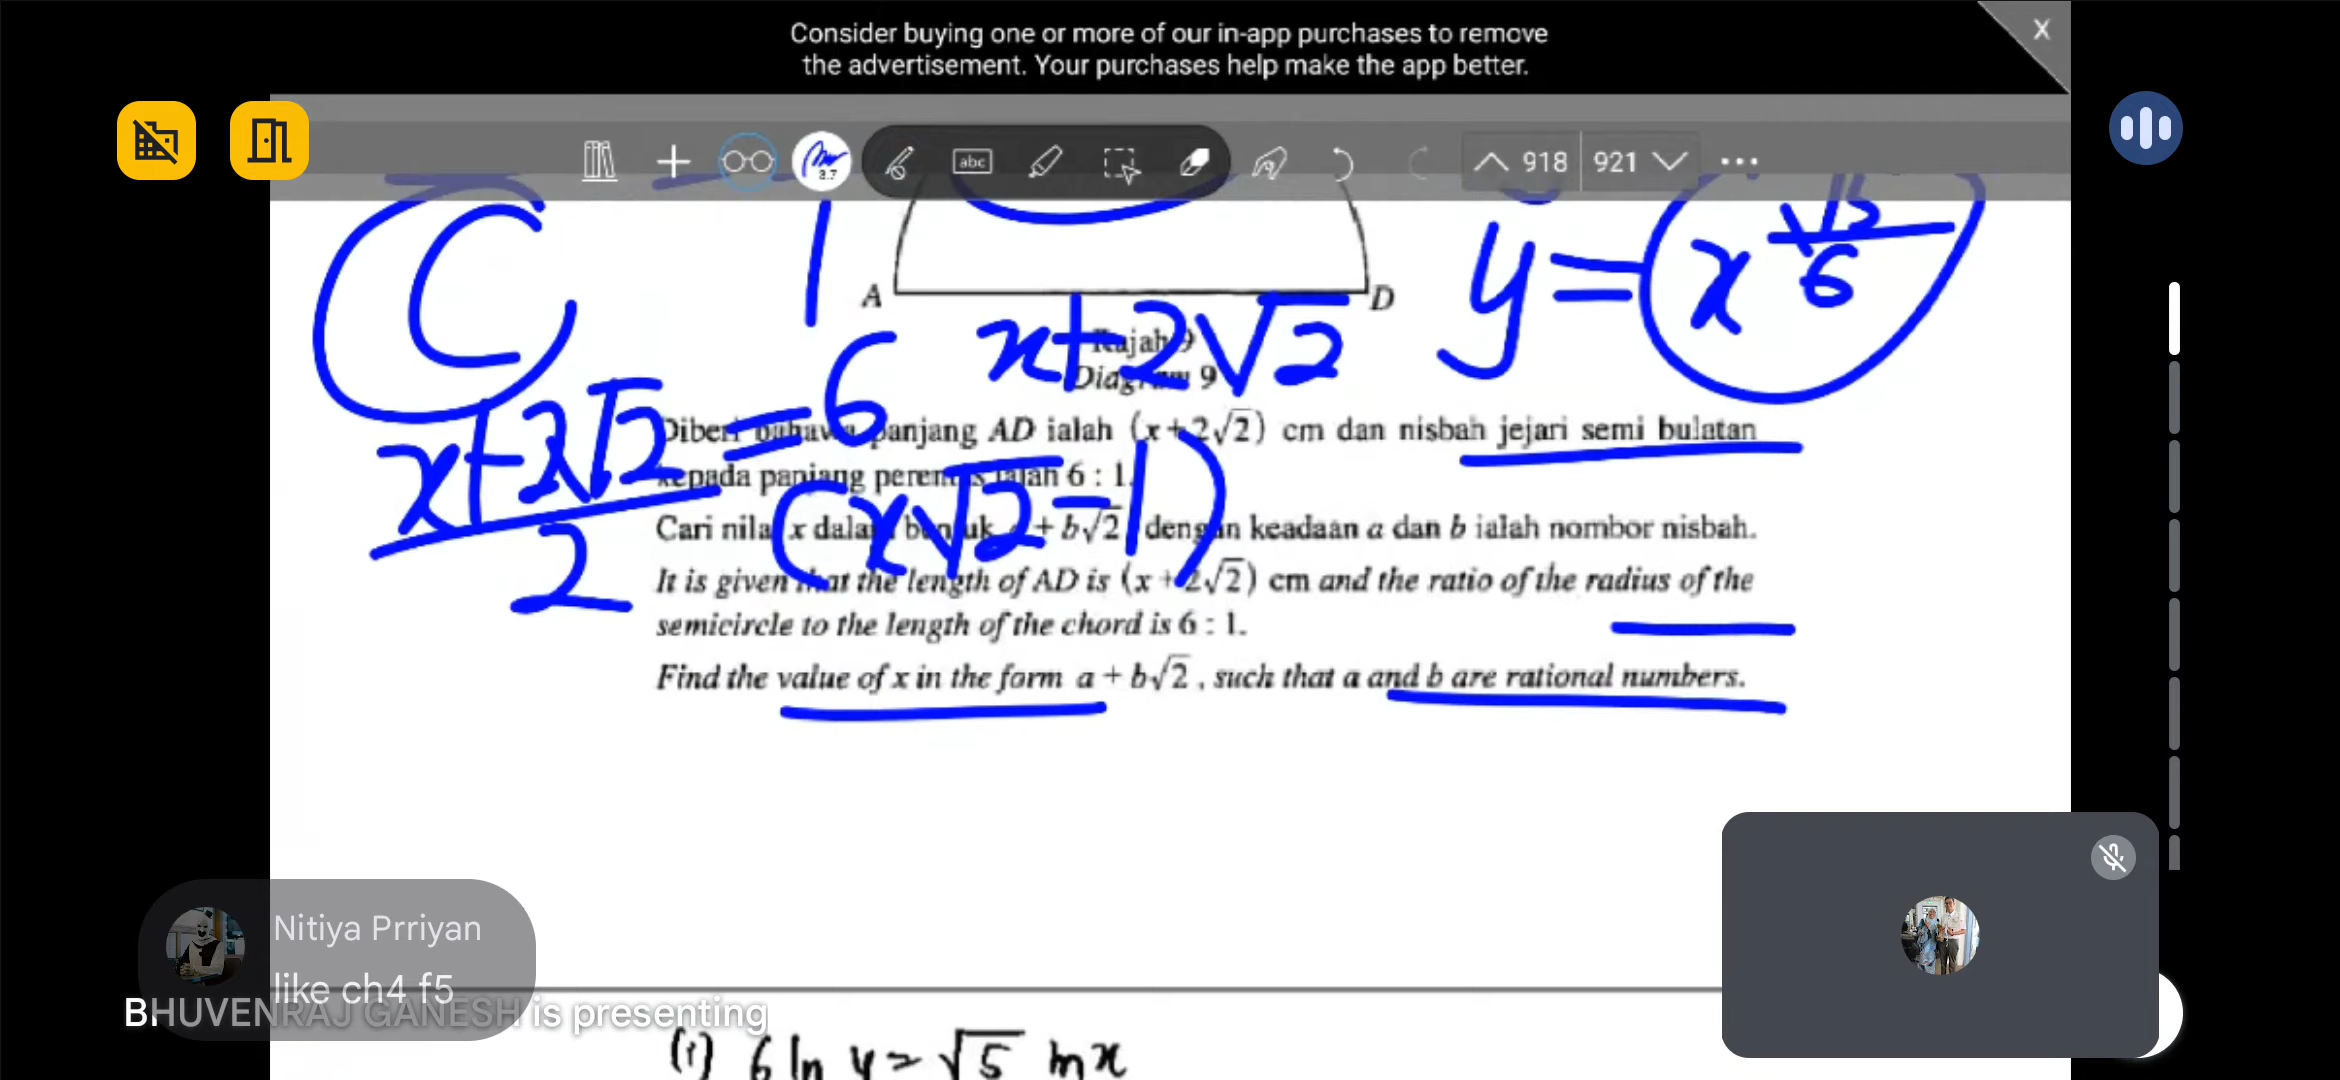 Consider buying one or more of our in-app purchases to remove
the advertisement. Your purchases help make the app better.
X
abc
3.7
918 921
C
1
A
D
y = x
6
x+2√2
9
Diagram 9
x+2√2 = 6
2
(x√2 - 1)
panjang AD ialah (x + 2√2) cm dan nisbah jejari semi bulatan
kepada panjang ialah 6 : 1.
Cari x dalam + b√2 dengan keadaan a dan b ialah nombor nisbah.
It is given that the length of AD is (x + 2√2) cm and the ratio of the radius of the
semicircle to the length of the chord is 6 : 1.
Find the value of x in the form a + b√2 , such that a and b are rational numbers.
Nitiya Prriyan
like ch4 f5
BHUVENRAJ GANESH is presenting
(i) 6 ln y = √5 ln x